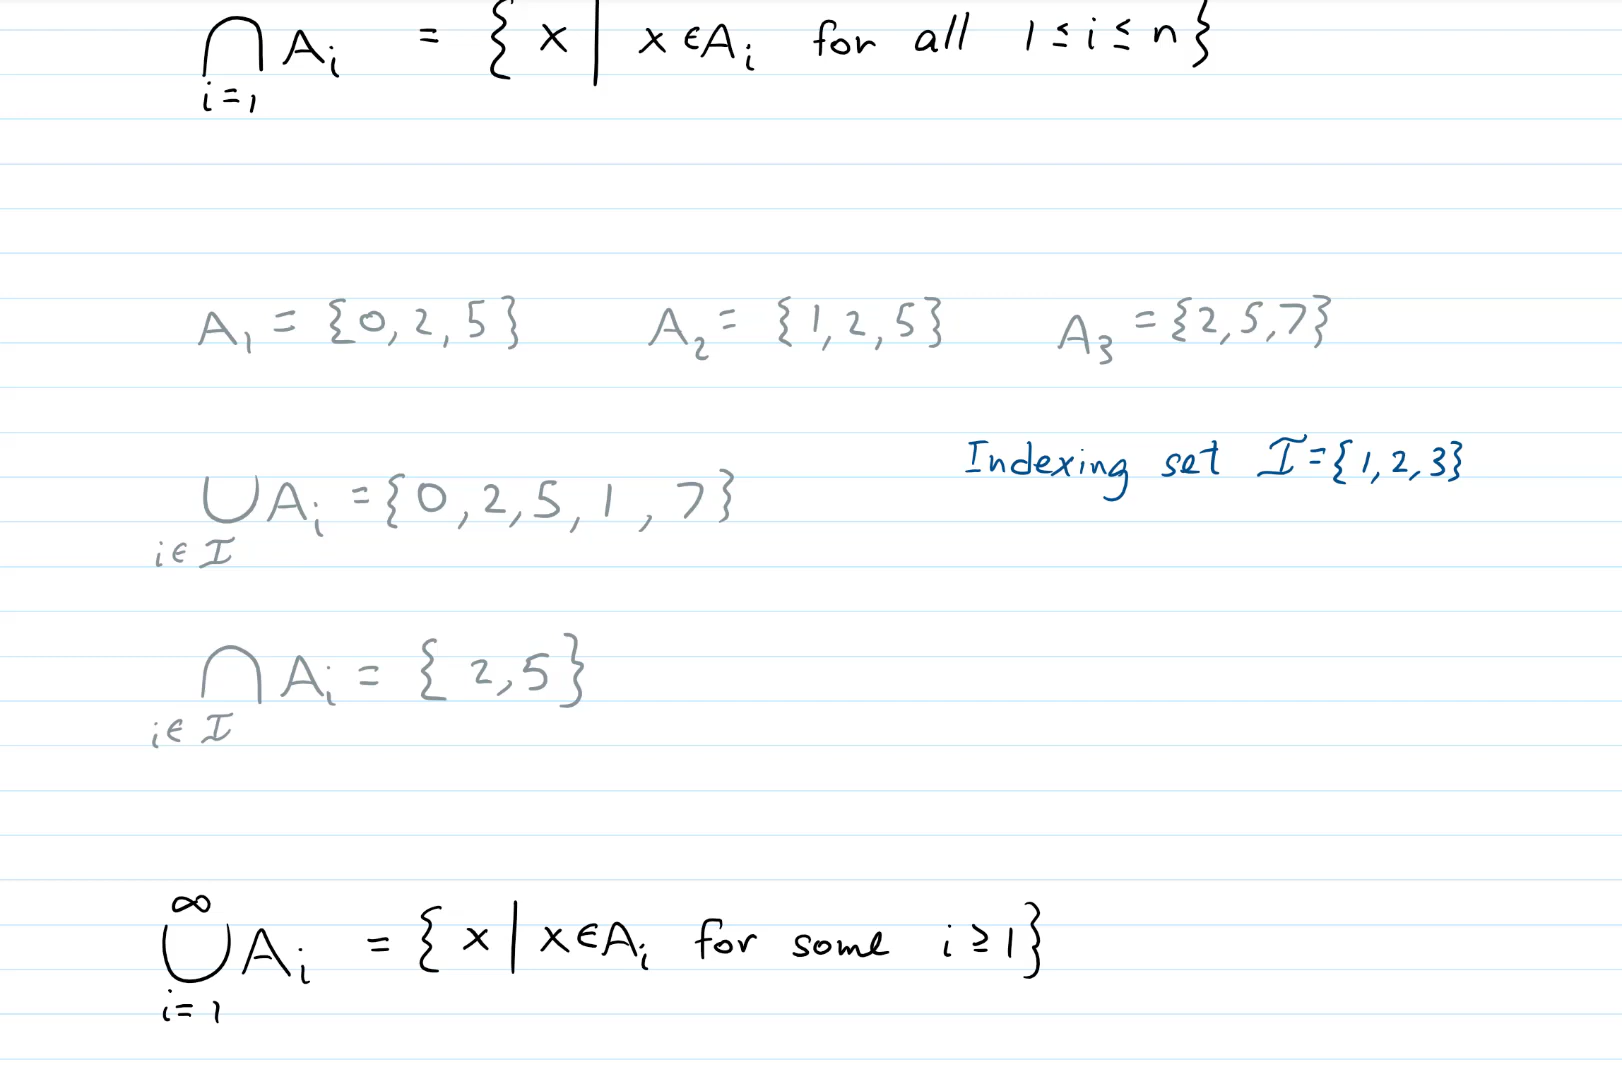 ⋂ Aᵢ = { x | x ∈ Aᵢ for all 1 ≤ i ≤ n }
i = 1
A₁ = {0, 2, 5} A₂ = {1, 2, 5} A₃ = {2, 5, 7}
Indexing set I = {1, 2, 3}
⋃ Aᵢ = {0, 2, 5, 1, 7}
i ∈ I
⋂ Aᵢ = {2, 5}
i ∈ I
∞
⋃ Aᵢ = { x | x ∈ Aᵢ for some i ≥ 1 }
i = 1